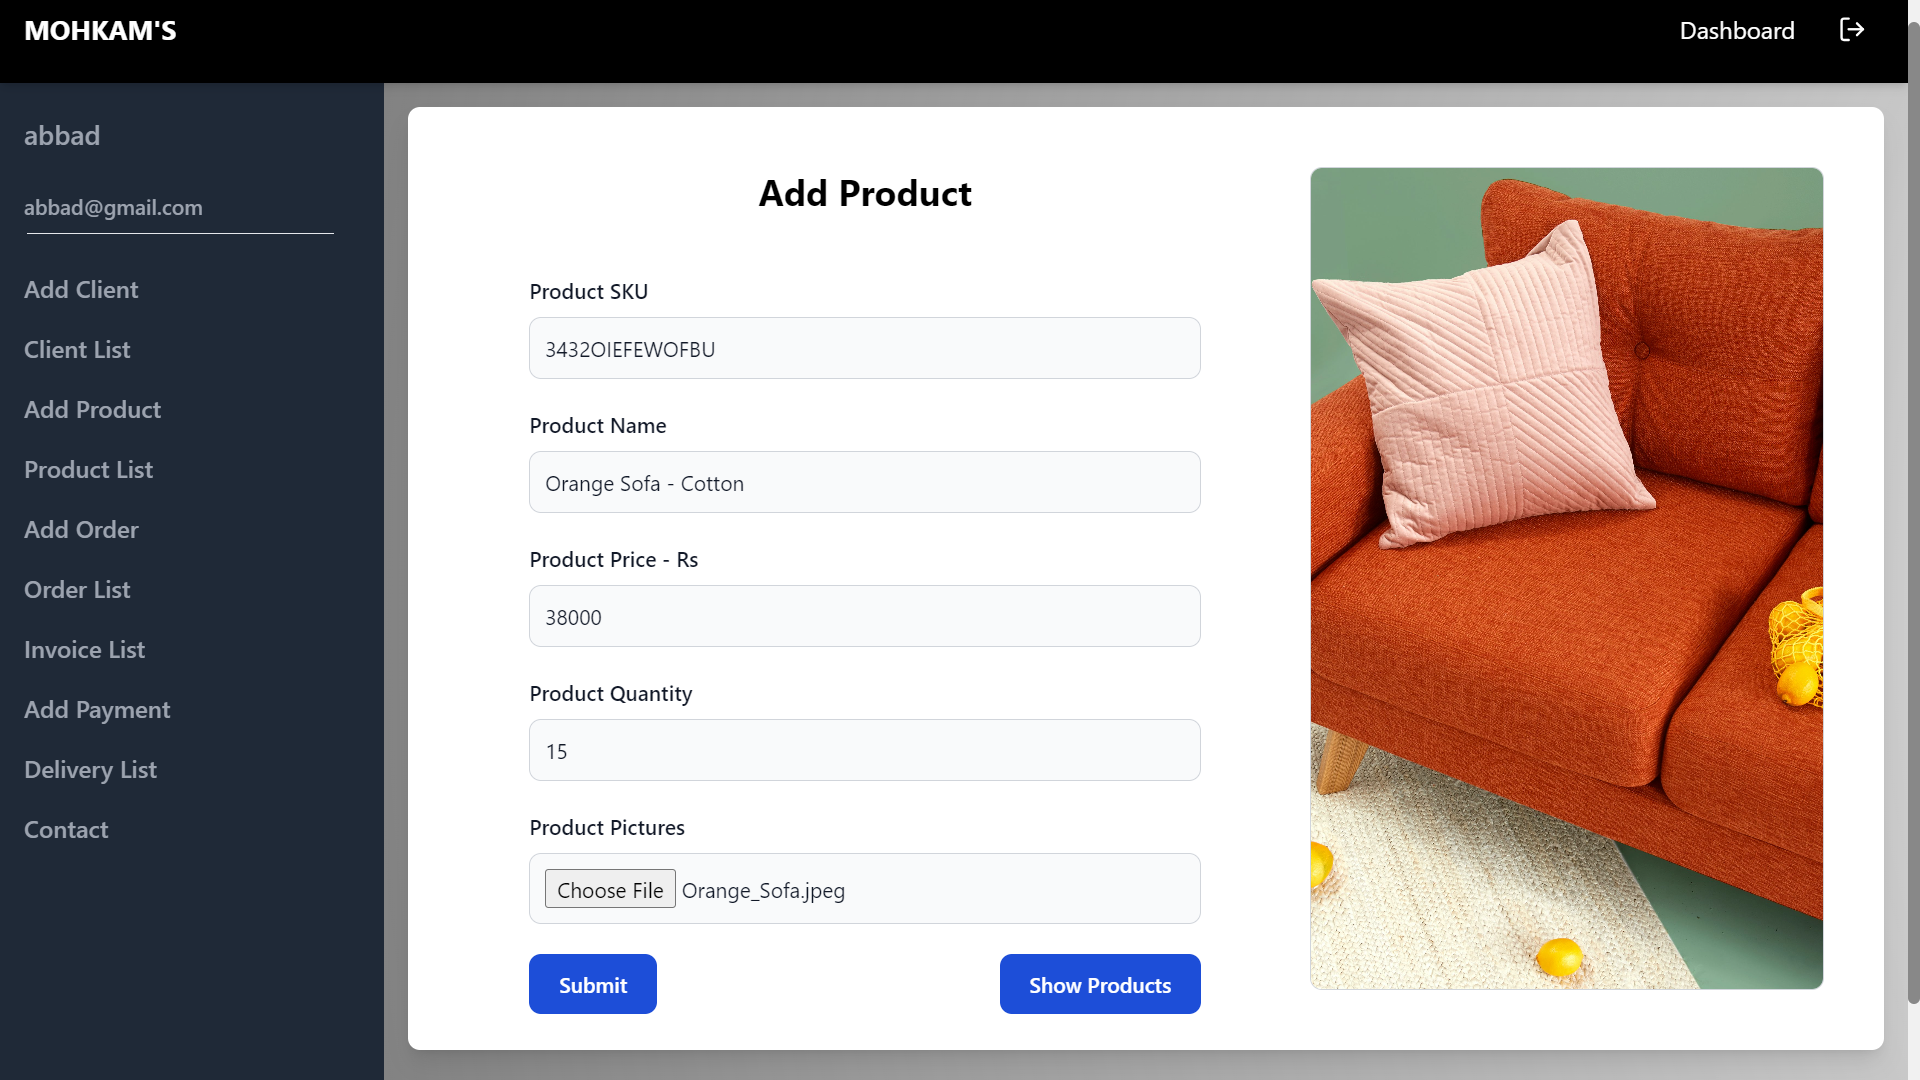 MOHKAM'S
Dashboard
abbad
abbad@gmail.com
Add Client
Client List
Add Product
Product List
Add Order
Order List
Invoice List
Add Payment
Delivery List
Contact
Add Product
Product SKU
3432OIEFEWOFBU
Product Name
Orange Sofa - Cotton
Product Price - Rs
38000
Product Quantity
15
Product Pictures
Choose File Orange_Sofa.jpeg
Submit
Show Products